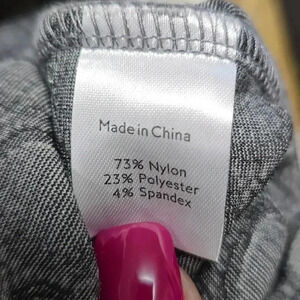 Made in China
73% Nylon
23% Polyester
4% Spandex